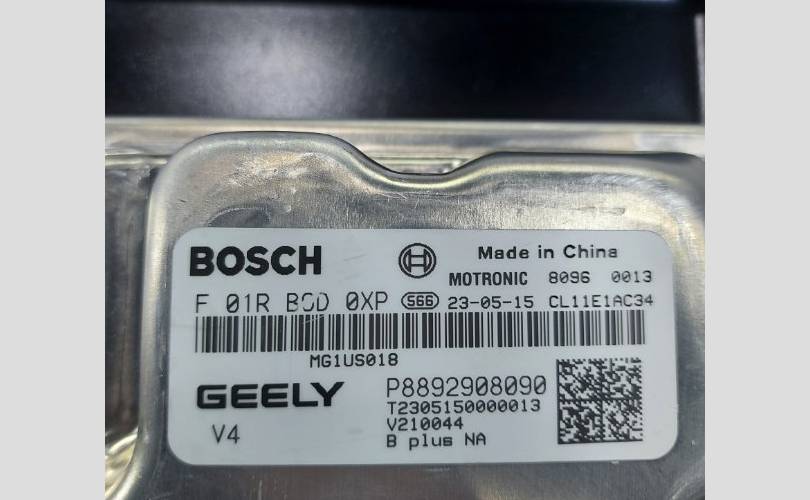 BOSCH
Made in China
MOTRONIC 8096 0013
F 01R 0XP S66 23-05-15 CL11E1AC34
MG1US018
GEELY P8892908090
T2305150000013
V210044
V4
B plus NA